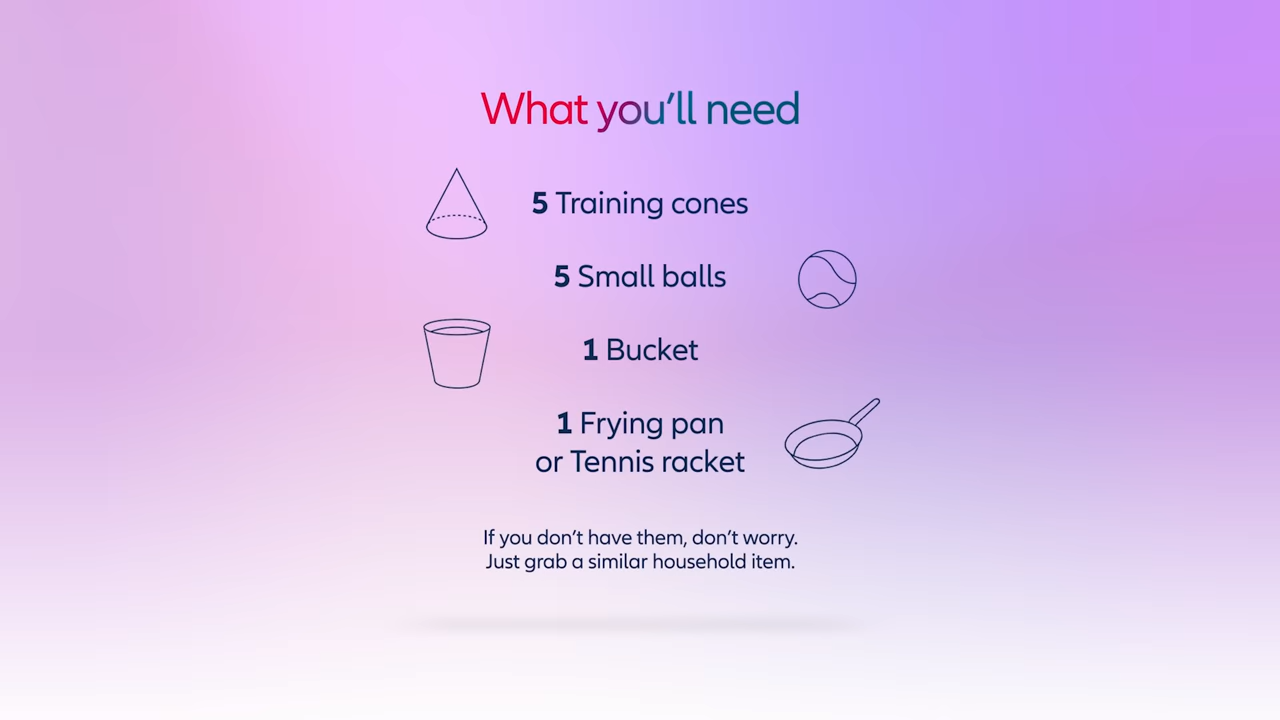 What you’ll need
5 Training cones
5 Small balls
1 Bucket
1 Frying pan
or Tennis racket
If you don’t have them, don’t worry.
Just grab a similar household item.